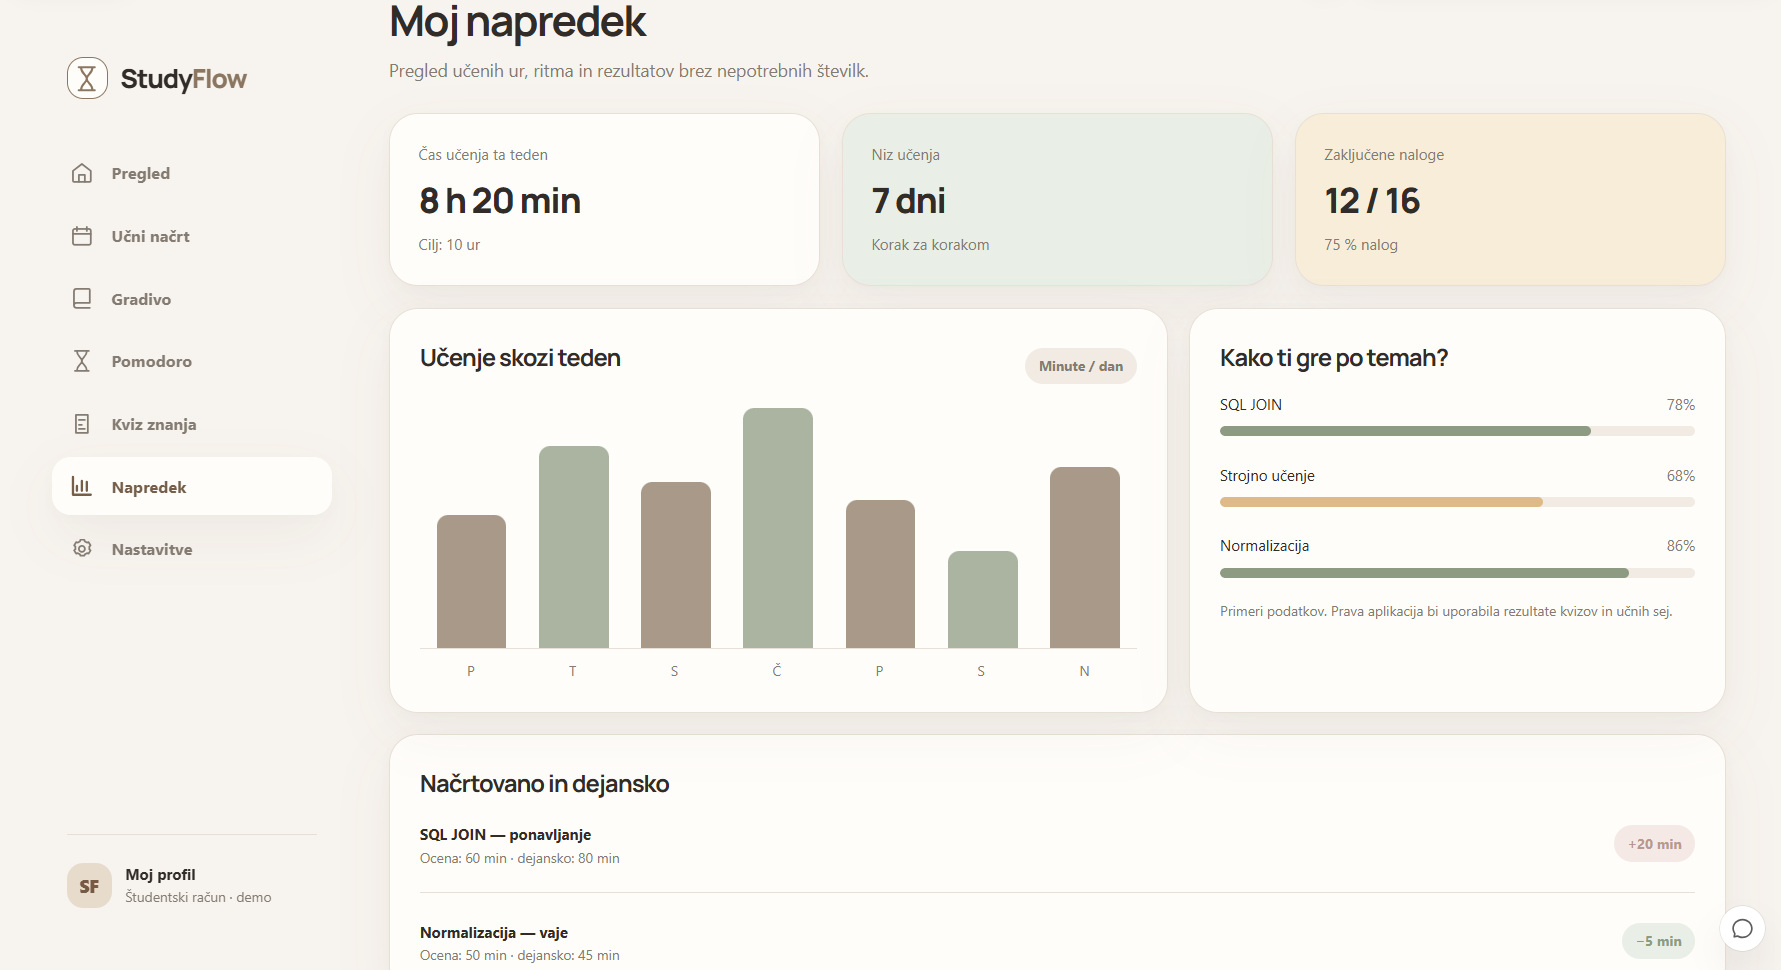 StudyFlow
Pregled
Učni načrt
Gradivo
Pomodoro
Kviz znanja
Napredek
Nastavitve
SF
Moj profil
Študentski račun · demo
Moj napredek
Pregled učenih ur, ritma in rezultatov brez nepotrebnih številk.
Čas učenja ta teden
8 h 20 min
Cilj: 10 ur
Niz učenja
7 dni
Korak za korakom
Zaključene naloge
12 / 16
75 % nalog
Učenje skozi teden
Minute / dan
P T S Č P S N
Kako ti gre po temah?
SQL JOIN 78%
Strojno učenje 68%
Normalizacija 86%
Primeri podatkov. Prava aplikacija bi uporabila rezultate kvizov in učnih sej.
Načrtovano in dejansko
SQL JOIN — ponavljanje
Ocena: 60 min · dejansko: 80 min
+20 min
Normalizacija — vaje
Ocena: 50 min · dejansko: 45 min
−5 min